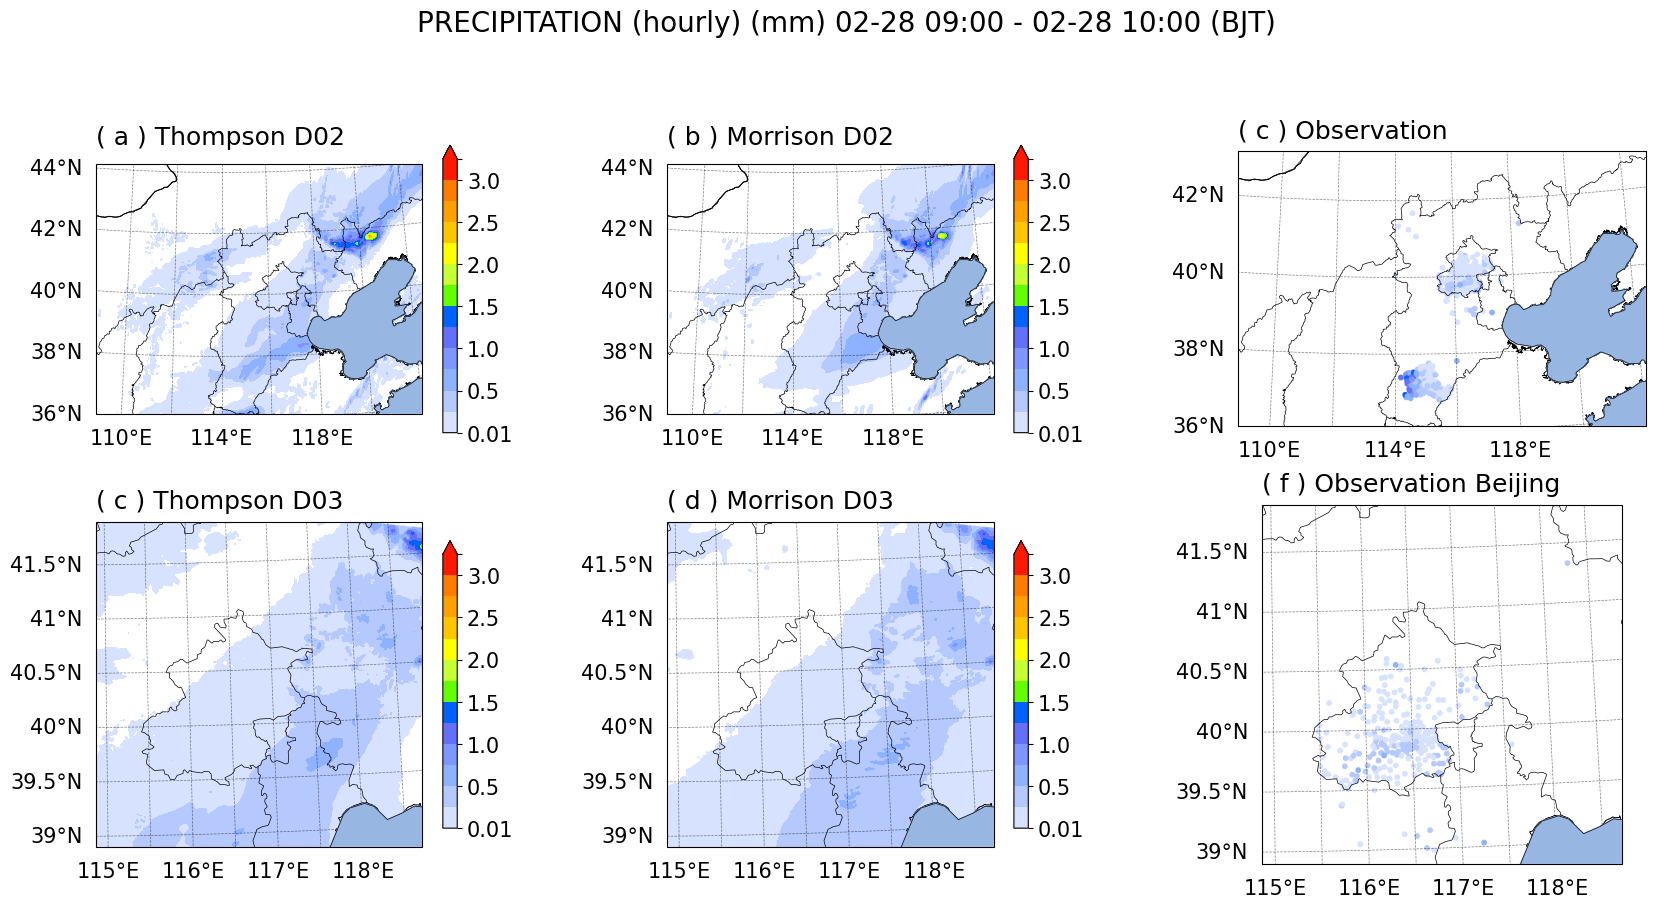 PRECIPITATION (hourly) (mm) 02-28 09:00 - 02-28 10:00 (BJT)
( a ) Thompson D02
44°N
42°N
40°N
38°N
36°N
110°E 114°E 118°E
3.0
2.5
2.0
1.5
1.0
0.5
0.01
( b ) Morrison D02
44°N
42°N
40°N
38°N
36°N
110°E 114°E 118°E
3.0
2.5
2.0
1.5
1.0
0.5
0.01
( c ) Observation
42°N
40°N
38°N
36°N
110°E 114°E 118°E
( c ) Thompson D03
41.5°N
41°N
40.5°N
40°N
39.5°N
39°N
115°E 116°E 117°E 118°E
3.0
2.5
2.0
1.5
1.0
0.5
0.01
( d ) Morrison D03
41.5°N
41°N
40.5°N
40°N
39.5°N
39°N
115°E 116°E 117°E 118°E
3.0
2.5
2.0
1.5
1.0
0.5
0.01
( f ) Observation Beijing
41.5°N
41°N
40.5°N
40°N
39.5°N
39°N
115°E 116°E 117°E 118°E